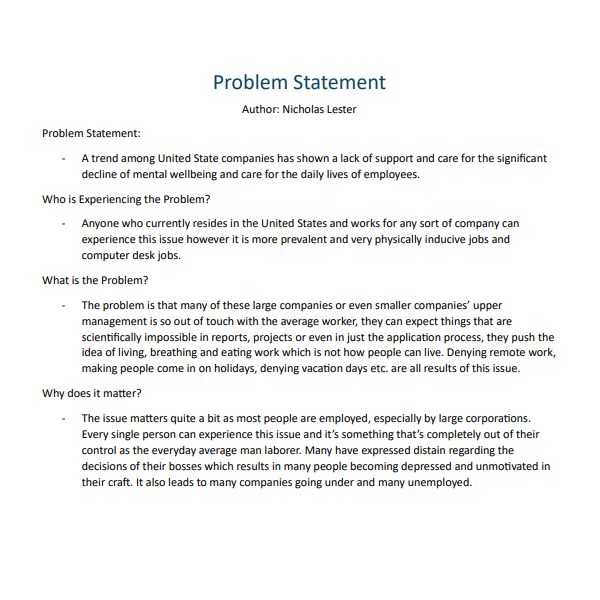 Problem Statement
Author: Nicholas Lester
Problem Statement:
- A trend among United State companies has shown a lack of support and care for the significant
decline of mental wellbeing and care for the daily lives of employees.
Who is Experiencing the Problem?
- Anyone who currently resides in the United States and works for any sort of company can
experience this issue however it is more prevalent and very physically inducive jobs and
computer desk jobs.
What is the Problem?
- The problem is that many of these large companies or even smaller companies’ upper
management is so out of touch with the average worker, they can expect things that are
scientifically impossible in reports, projects or even in just the application process, they push the
idea of living, breathing and eating work which is not how people can live. Denying remote work,
making people come in on holidays, denying vacation days etc. are all results of this issue.
Why does it matter?
- The issue matters quite a bit as most people are employed, especially by large corporations.
Every single person can experience this issue and it’s something that’s completely out of their
control as the everyday average man laborer. Many have expressed distain regarding the
decisions of their bosses which results in many people becoming depressed and unmotivated in
their craft. It also leads to many companies going under and many unemployed.